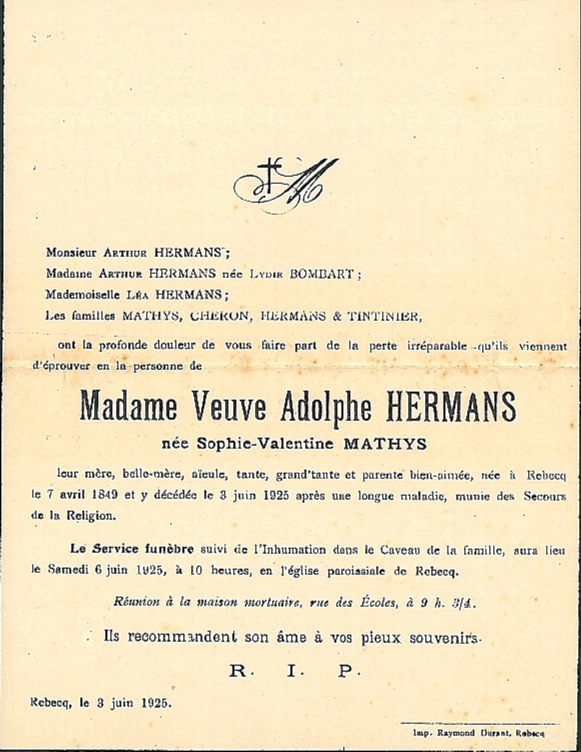 M
Monsieur ARTHUR HERMANS;
Madame ARTHUR HERMANS née LYDIE BOMBART;
Mademoiselle LÉA HERMANS;
Les familles MATHYS, CHERON, HERMANS & TINTINIER,
ont la profonde douleur de vous faire part de la perte irréparable qu'ils viennent
d'éprouver en la personne de
Madame Veuve Adolphe HERMANS
née Sophie-Valentine MATHYS
leur mère, belle-mère, aïeule, tante, grand'tante et parente bien-aimée, née à Rebecq
le 7 avril 1849 et y décédée le 3 juin 1925 après une longue maladie, munie des Secours
de la Religion.
Le Service funèbre suivi de l'Inhumation dans le Caveau de la famille, aura lieu
le Samedi 6 juin 1925, à 10 heures, en l'église paroissiale de Rebecq.
Réunion à la maison mortuaire, rue des Écoles, à 9 h. 3/4.
Ils recommandent son âme à vos pieux souvenirs.
R. I. P.
Rebecq, le 3 juin 1925.
Imp. Raymond Durant, Rebecq